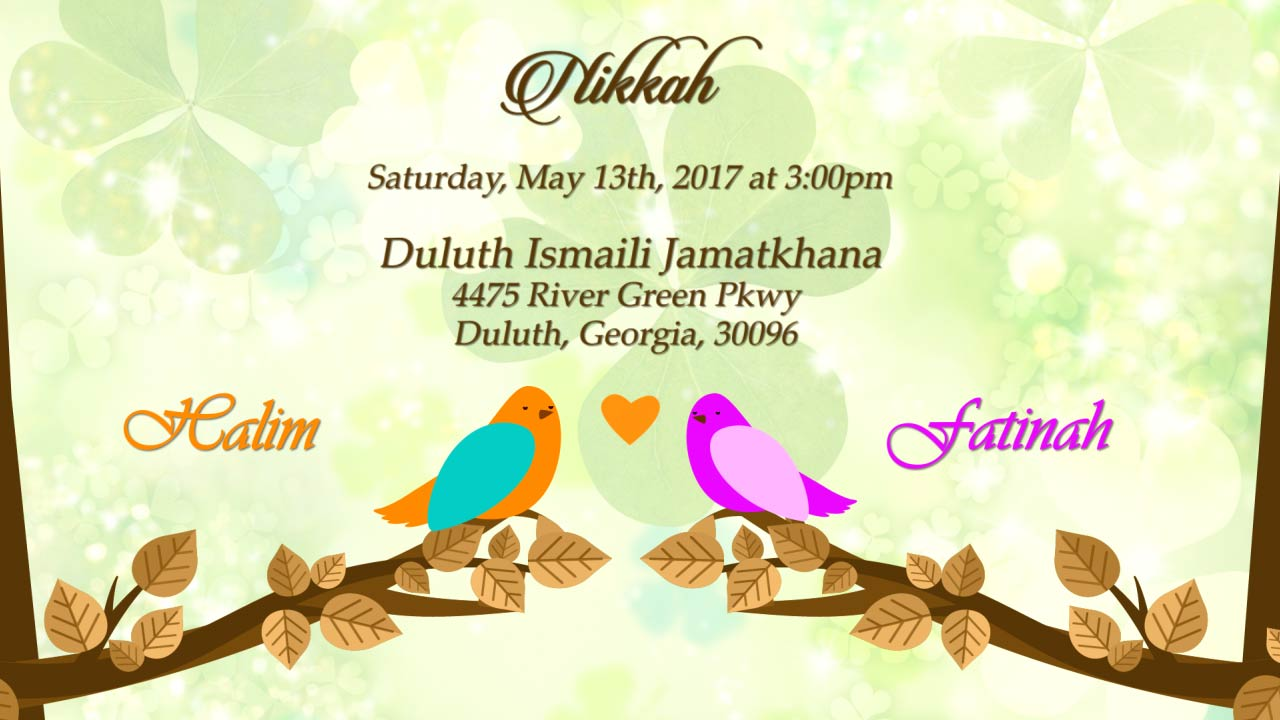 Nikkah
Saturday, May 13th, 2017 at 3:00pm
Duluth Ismaili Jamatkhana
4475 River Green Pkwy
Duluth, Georgia, 30096
Halim
Fatinah